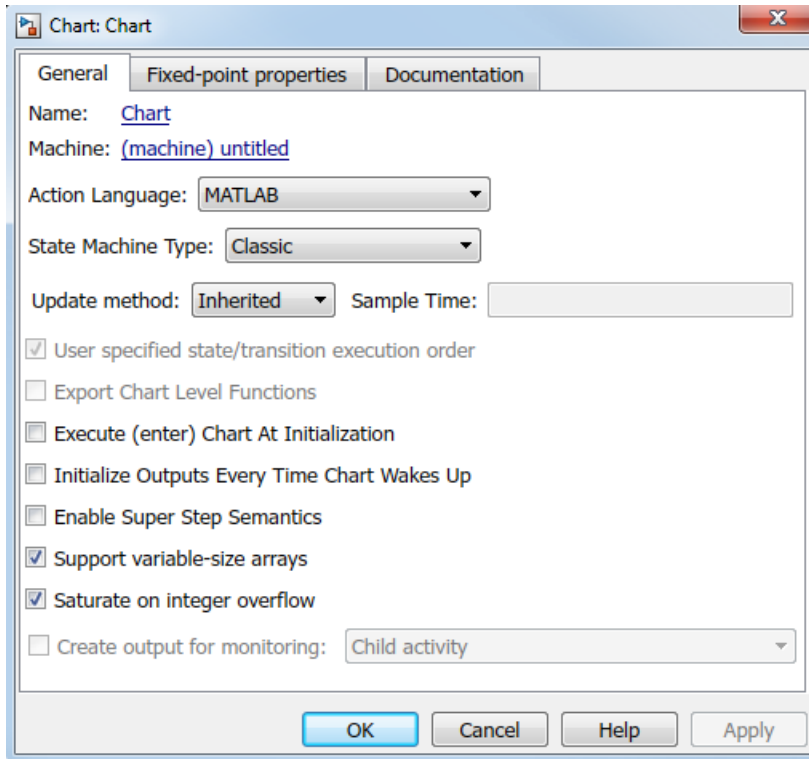 Chart: Chart
General Fixed-point properties Documentation
Name: Chart
Machine: (machine) untitled
Action Language: MATLAB
State Machine Type: Classic
Update method: Inherited Sample Time:
User specified state/transition execution order
Export Chart Level Functions
Execute (enter) Chart At Initialization
Initialize Outputs Every Time Chart Wakes Up
Enable Super Step Semantics
Support variable-size arrays
Saturate on integer overflow
Create output for monitoring: Child activity
OK Cancel Help Apply